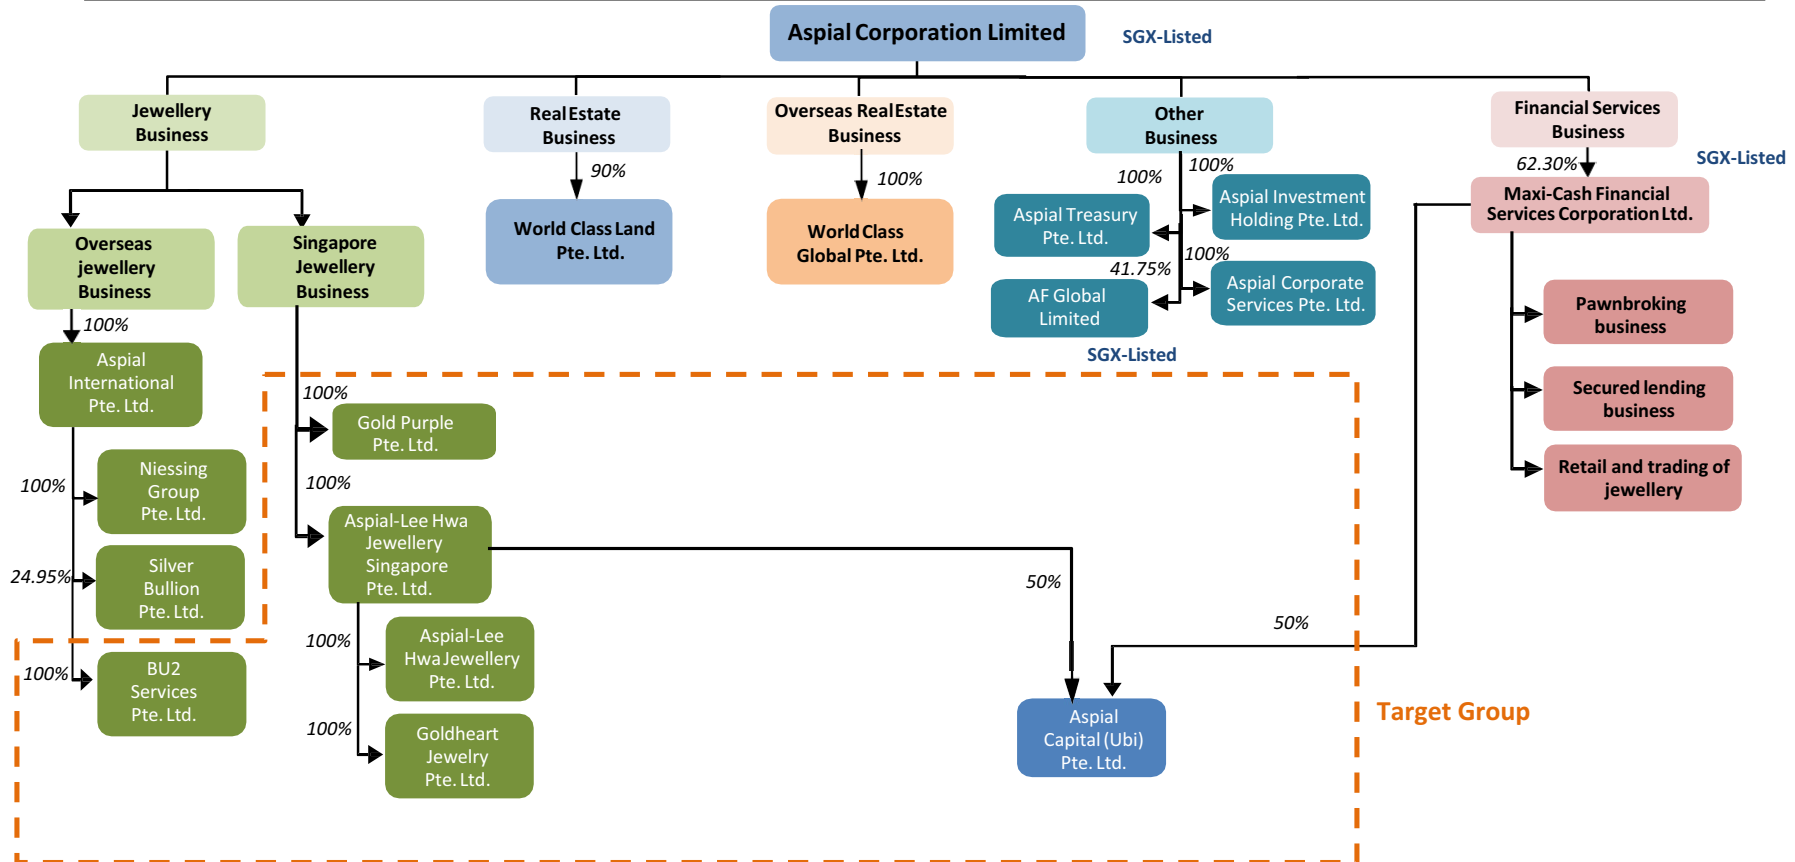 Aspial Corporation Limited
SGX-Listed
Jewellery
Business
Real Estate
Business
Overseas Real Estate
Business
Other
Business
Financial Services
Business
SGX-Listed
90%
100%
100%
100%
62.30%
Overseas
jewellery
Business
Singapore
Jewellery
Business
World Class Land
Pte. Ltd.
World Class
Global Pte. Ltd.
Aspial Treasury
Pte. Ltd.
Aspial Investment
Holding Pte. Ltd.
Maxi-Cash Financial
Services Corporation Ltd.
41.75%
100%
AF Global
Limited
Aspial Corporate
Services Pte. Ltd.
SGX-Listed
Pawnbroking
business
Secured lending
business
Retail and trading of
jewellery
100%
Aspial
International
Pte. Ltd.
100%
Gold Purple
Pte. Ltd.
100%
Niessing
Group
Pte. Ltd.
100%
Aspial-Lee Hwa
Jewellery
Singapore
Pte. Ltd.
24.95%
Silver
Bullion
Pte. Ltd.
50%
50%
100%
BU2
Services
Pte. Ltd.
100%
Aspial-Lee
Hwa Jewellery
Pte. Ltd.
100%
Goldheart
Jewelry
Pte. Ltd.
Aspial
Capital (Ubi)
Pte. Ltd.
Target Group